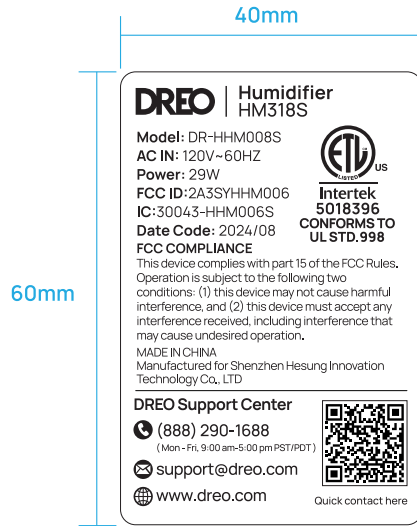 40mm
60mm
DREO | Humidifier
HM318S
Model: DR-HHM008S
AC IN: 120V~60HZ
Power: 29W
FCC ID:2A3SYHHM006
IC:30043-HHM006S
Date Code: 2024/08
ETL
LISTED
US
Intertek
5018396
CONFORMS TO
UL STD.998
FCC COMPLIANCE
This device complies with part 15 of the FCC Rules.
Operation is subject to the following two
conditions: (1) this device may not cause harmful
interference, and (2) this device must accept any
interference received, including interference that
may cause undesired operation.
MADE IN CHINA
Manufactured for Shenzhen Hesung Innovation
Technology Co., LTD
DREO Support Center
(888) 290-1688
(Mon - Fri, 9:00 am-5:00 pm PST/PDT)
support@dreo.com
www.dreo.com
Quick contact here